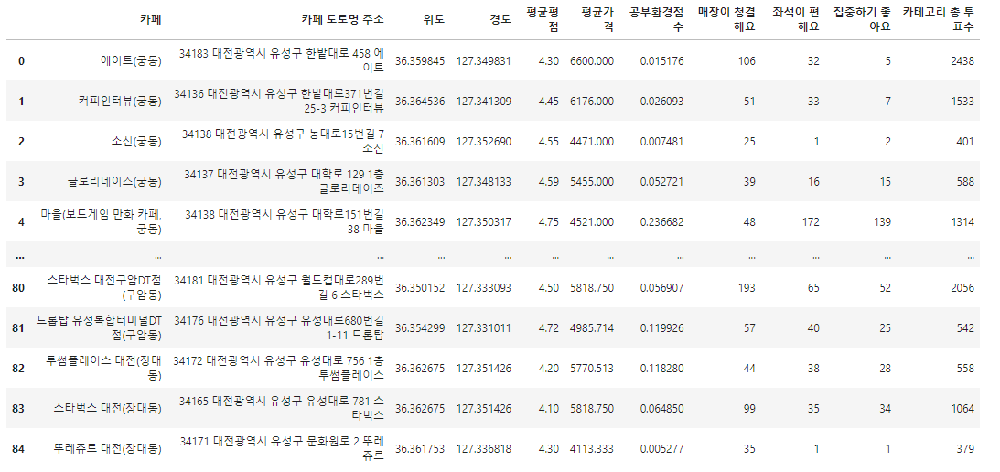 카페 카페 도로명 주소 위도 경도 평균평점 평균가격 공부환경점수 매장이 청결해요 좌석이 편해요 집중하기 좋아요 카테고리 총 투표수
0 에이트(궁동) 34183 대전광역시 유성구 한밭대로 458 에이트 36.359845 127.349831 4.30 6600.000 0.015176 106 32 5 2438
1 커피인터뷰(궁동) 34136 대전광역시 유성구 한밭대로371번길 25-3 커피인터뷰 36.364536 127.341309 4.45 6176.000 0.026093 51 33 7 1533
2 소신(궁동) 34138 대전광역시 유성구 농대로15번길 7 소신 36.361609 127.352690 4.55 4471.000 0.007481 25 1 2 401
3 글로리데이즈(궁동) 34137 대전광역시 유성구 대학로 129 1층 글로리데이즈 36.361303 127.348133 4.59 5455.000 0.052721 39 16 15 588
4 마을(보드게임 만화 카페, 궁동) 34138 대전광역시 유성구 대학로151번길 38 마을 36.362349 127.350317 4.75 4521.000 0.236682 48 172 139 1314
... ... ... ... ... ... ... ... ... ... ... ...
80 스타벅스 대전구암DT점(구암동) 34181 대전광역시 유성구 월드컵대로289번길 6 스타벅스 36.350152 127.333093 4.50 5818.750 0.056907 193 65 52 2056
81 드롭탑 유성복합터미널DT점(구암동) 34176 대전광역시 유성구 유성대로680번길 1-11 드롭탑 36.354299 127.331011 4.72 4985.714 0.119926 57 40 25 542
82 투썸플레이스 대전(장대동) 34172 대전광역시 유성구 유성대로 756 1층 투썸플레이스 36.362675 127.351426 4.20 5770.513 0.118280 44 38 28 558
83 스타벅스 대전(장대동) 34165 대전광역시 유성구 유성대로 781 스타벅스 36.362675 127.351426 4.10 5818.750 0.064850 99 35 34 1064
84 뚜레쥬르 대전(장대동) 34171 대전광역시 유성구 문화원로 2 뚜레쥬르 36.361753 127.336818 4.30 4113.333 0.005277 35 1 1 379